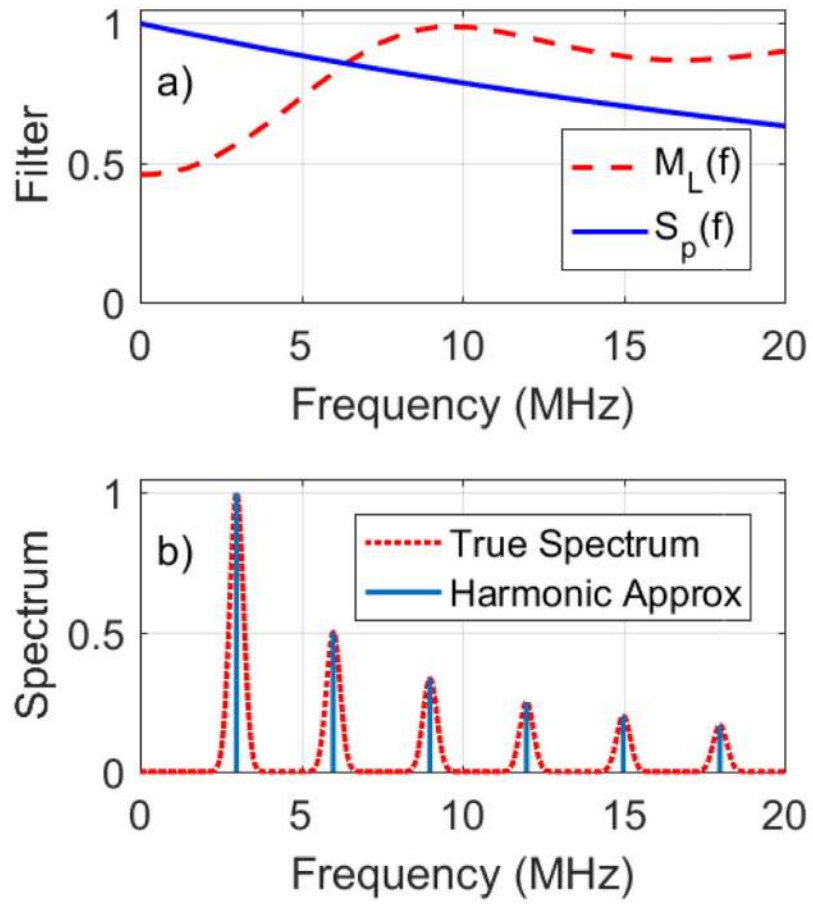 1
0.5
0
Filter
a)
M_L(f)
S_p(f)
0 5 10 15 20
Frequency (MHz)
1
0.5
0
Spectrum
b)
True Spectrum
Harmonic Approx
0 5 10 15 20
Frequency (MHz)